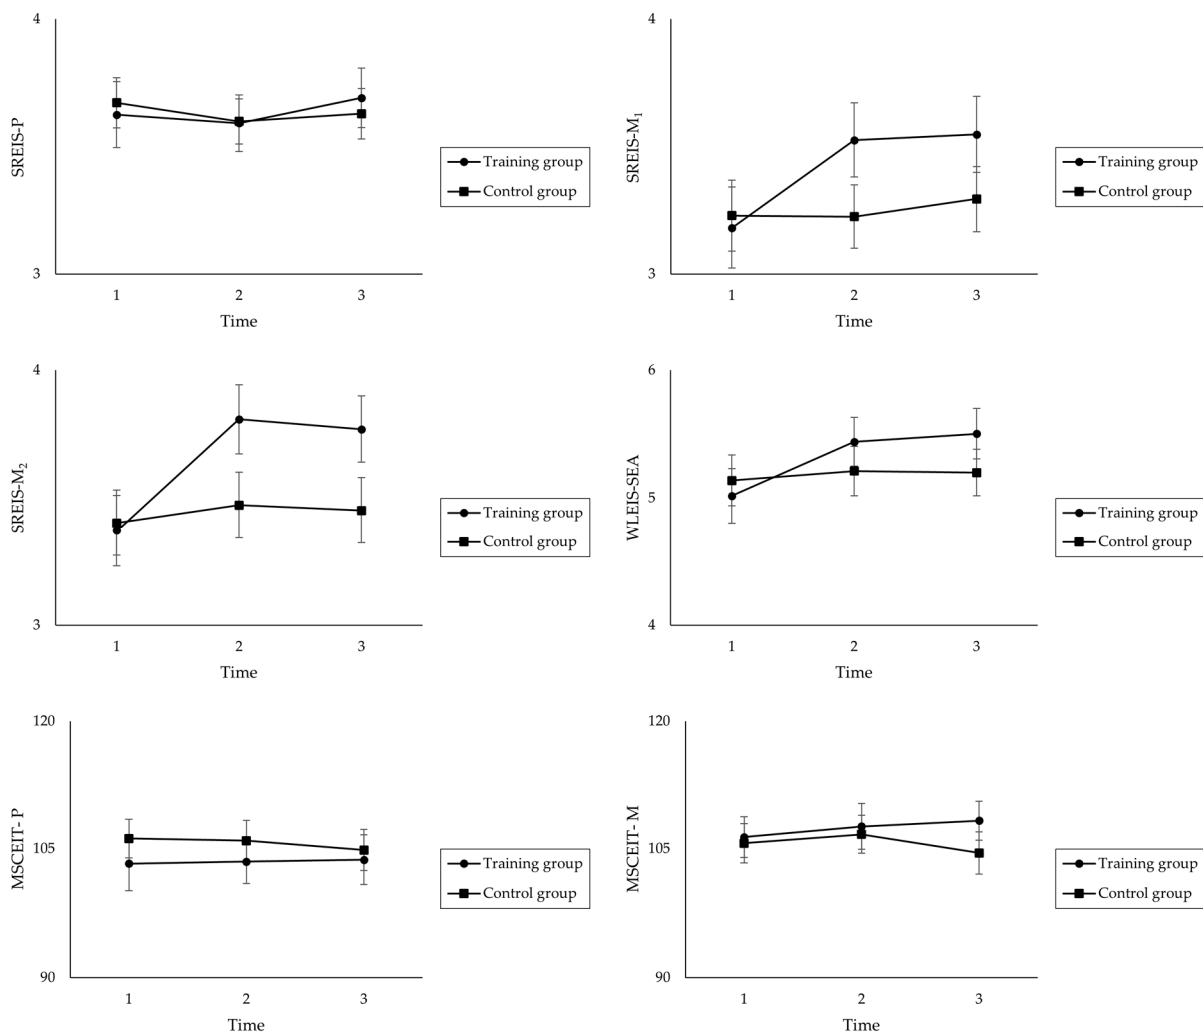 4
SREIS-P
3
1 2 3
Time
Training group
Control group
4
SREIS-M₁
3
1 2 3
Time
Training group
Control group
4
SREIS-M₂
3
1 2 3
Time
Training group
Control group
6
WLEIS-SEA
5
4
1 2 3
Time
Training group
Control group
120
MSCEIT- P
105
90
1 2 3
Time
Training group
Control group
120
MSCEIT- M
105
90
1 2 3
Time
Training group
Control group